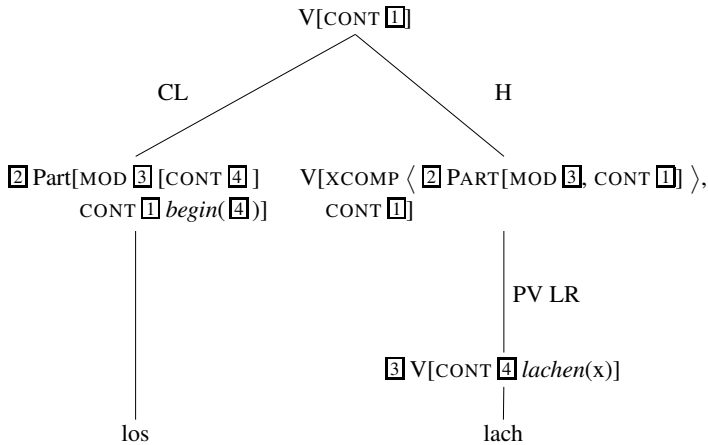 V[CONT 1]
CL H
2 Part[MOD 3 [CONT 4] V[XCOMP ⟨ 2 PART[MOD 3, CONT 1] ⟩,
CONT 1 begin(4)] CONT 1]
PV LR
3 V[CONT 4 lachen(x)]
los lach